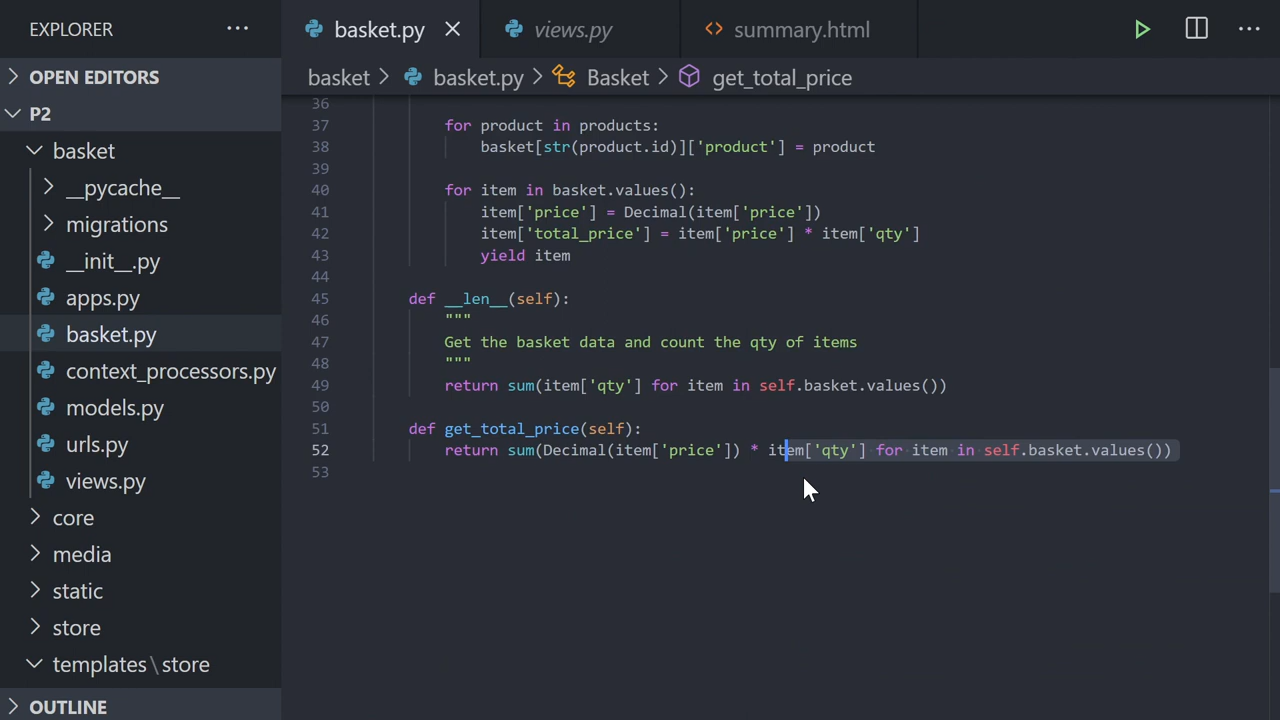 EXPLORER
basket.py
views.py
summary.html
OPEN EDITORS
basket
basket.py
Basket
get_total_price
P2
basket
__pycache__
migrations
__init__.py
apps.py
basket.py
context_processors.py
models.py
urls.py
views.py
core
media
static
store
templates\store
OUTLINE
36
37 for product in products:
38 basket[str(product.id)]['product'] = product
39
40 for item in basket.values():
41 item['price'] = Decimal(item['price'])
42 item['total_price'] = item['price'] * item['qty']
43 yield item
44
45 def __len__(self):
46 """
47 Get the basket data and count the qty of items
48 """
49 return sum(item['qty'] for item in self.basket.values())
50
51 def get_total_price(self):
52 return sum(Decimal(item['price']) * item['qty'] for item in self.basket.values())
53